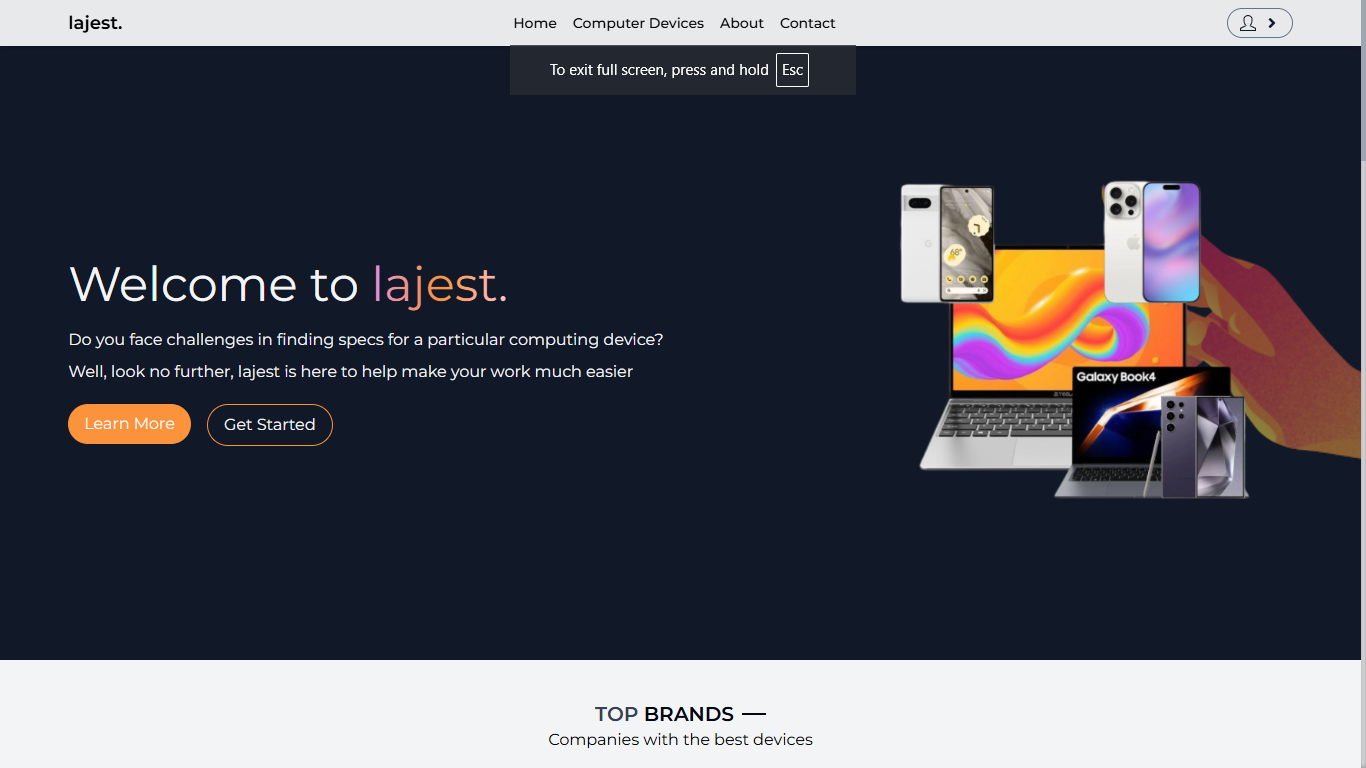 lajest.
Home Computer Devices About Contact
To exit full screen, press and hold Esc
Welcome to lajest.
Do you face challenges in finding specs for a particular computing device?
Well, look no further, lajest is here to help make your work much easier
Learn More Get Started
68°
G
Galaxy Book4
TOP BRANDS
Companies with the best devices